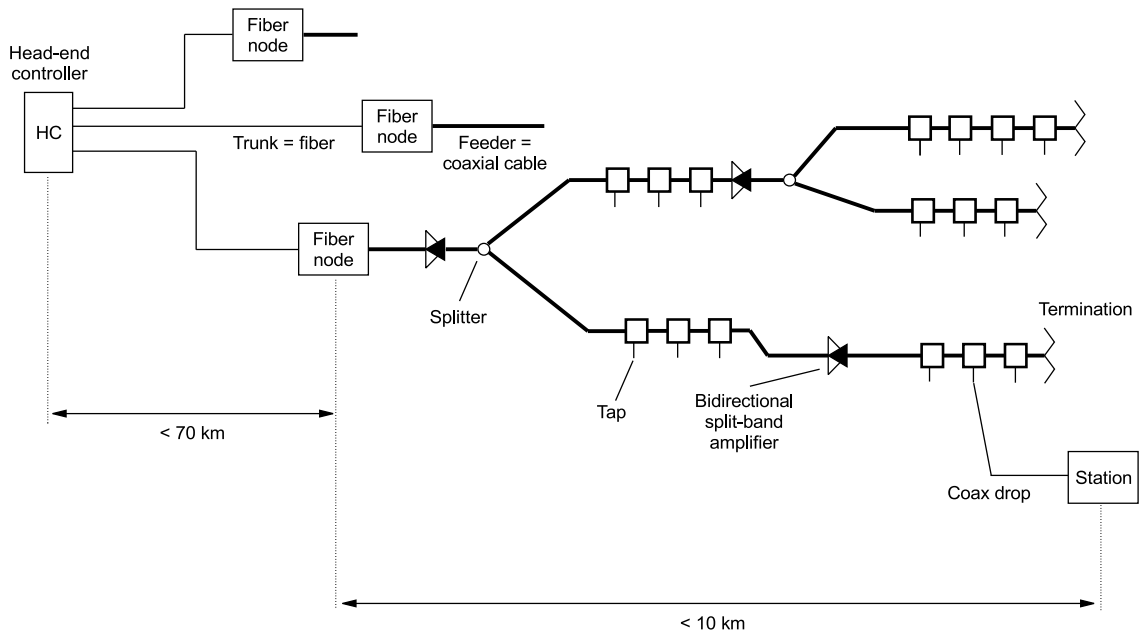 Fiber
node
Head-end
controller
HC
Fiber
node
Trunk = fiber
Feeder =
coaxial cable
Fiber
node
Splitter
Termination
Tap
Bidirectional
split-band
amplifier
< 70 km
Coax drop
Station
< 10 km